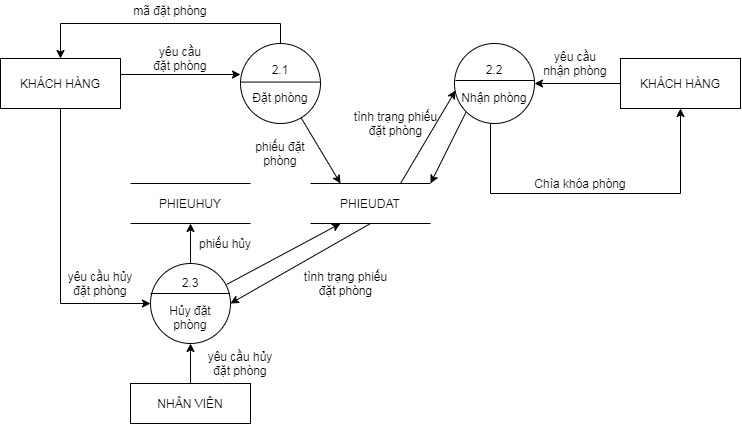 mã đặt phòng
yêu cầu
đặt phòng
KHÁCH HÀNG
2.1
Đặt phòng
2.2
Nhận phòng
yêu cầu
nhận phòng
KHÁCH HÀNG
tình trạng phiếu
đặt phòng
phiếu đặt
phòng
Chìa khóa phòng
PHIEUHUY
PHIEUDAT
phiếu hủy
yêu cầu hủy
đặt phòng
2.3
Hủy đặt
phòng
tình trạng phiếu
đặt phòng
yêu cầu hủy
đặt phòng
NHÂN VIÊN